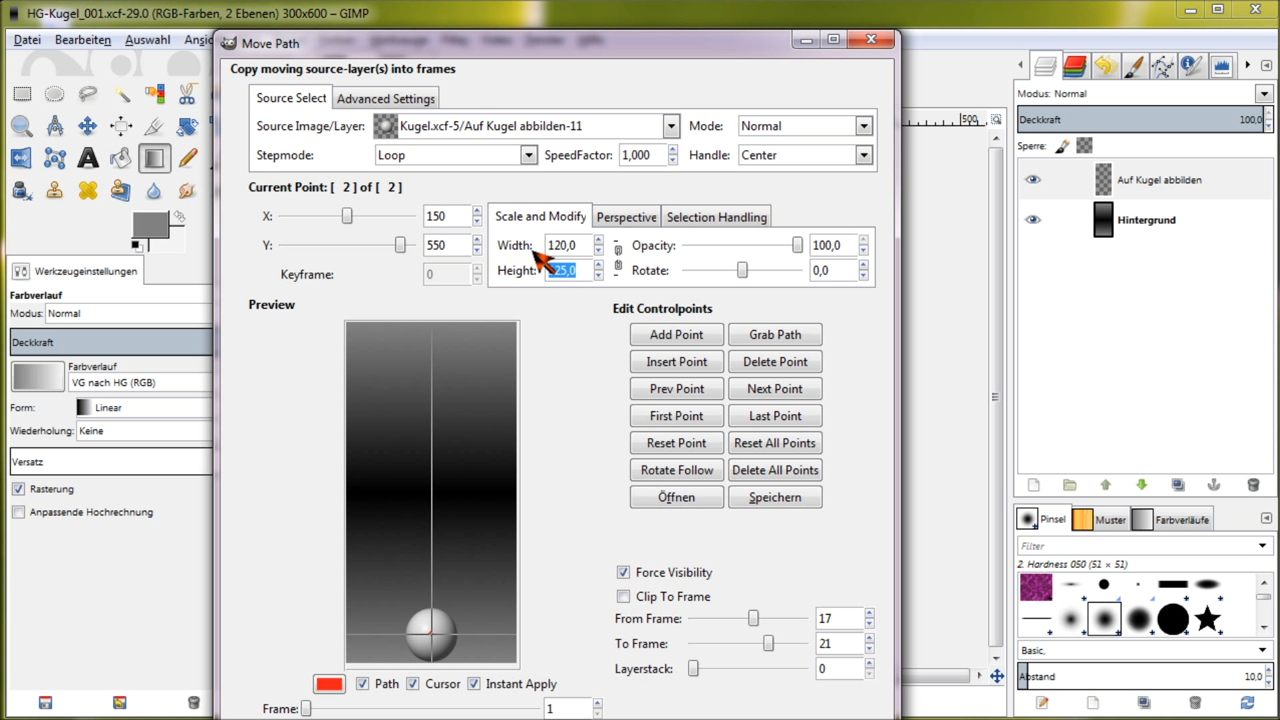 HG-Kugel_001.xcf-29.0 (RGB-Farben, 2 Ebenen) 300x600 – GIMP
Datei Bearbeiten Auswahl Ansi
Move Path
Copy moving source-layer(s) into frames
Source Select Advanced Settings
Source Image/Layer: Kugel.xcf-5/Auf Kugel abbilden-11 Mode: Normal
Stepmode: Loop SpeedFactor: 1,000 Handle: Center
Current Point: [ 2] of [ 2]
X: 150
Y: 550
Keyframe: 0
Scale and Modify Perspective Selection Handling
Width: 120,0 Opacity: 100,0
Height: 25,0 Rotate: 0,0
Preview
Edit Controlpoints
Add Point Grab Path
Insert Point Delete Point
Prev Point Next Point
First Point Last Point
Reset Point Reset All Points
Rotate Follow Delete All Points
Öffnen Speichern
Force Visibility
Clip To Frame
From Frame: 17
To Frame: 21
Layerstack: 0
Path Cursor Instant Apply
Frame: 1
Werkzeugeinstellungen
Farbverlauf
Modus: Normal
Deckkraft
Farbverlauf
VG nach HG (RGB)
Form: Linear
Wiederholung: Keine
Versatz
Rasterung
Anpassende Hochrechnung
500
Modus: Normal
Deckkraft 100,0
Sperre:
Auf Kugel abbilden
Hintergrund
Pinsel Muster Farbverläufe
Filter
2. Hardness 050 (51 × 51)
Basic,
Abstand 10,0